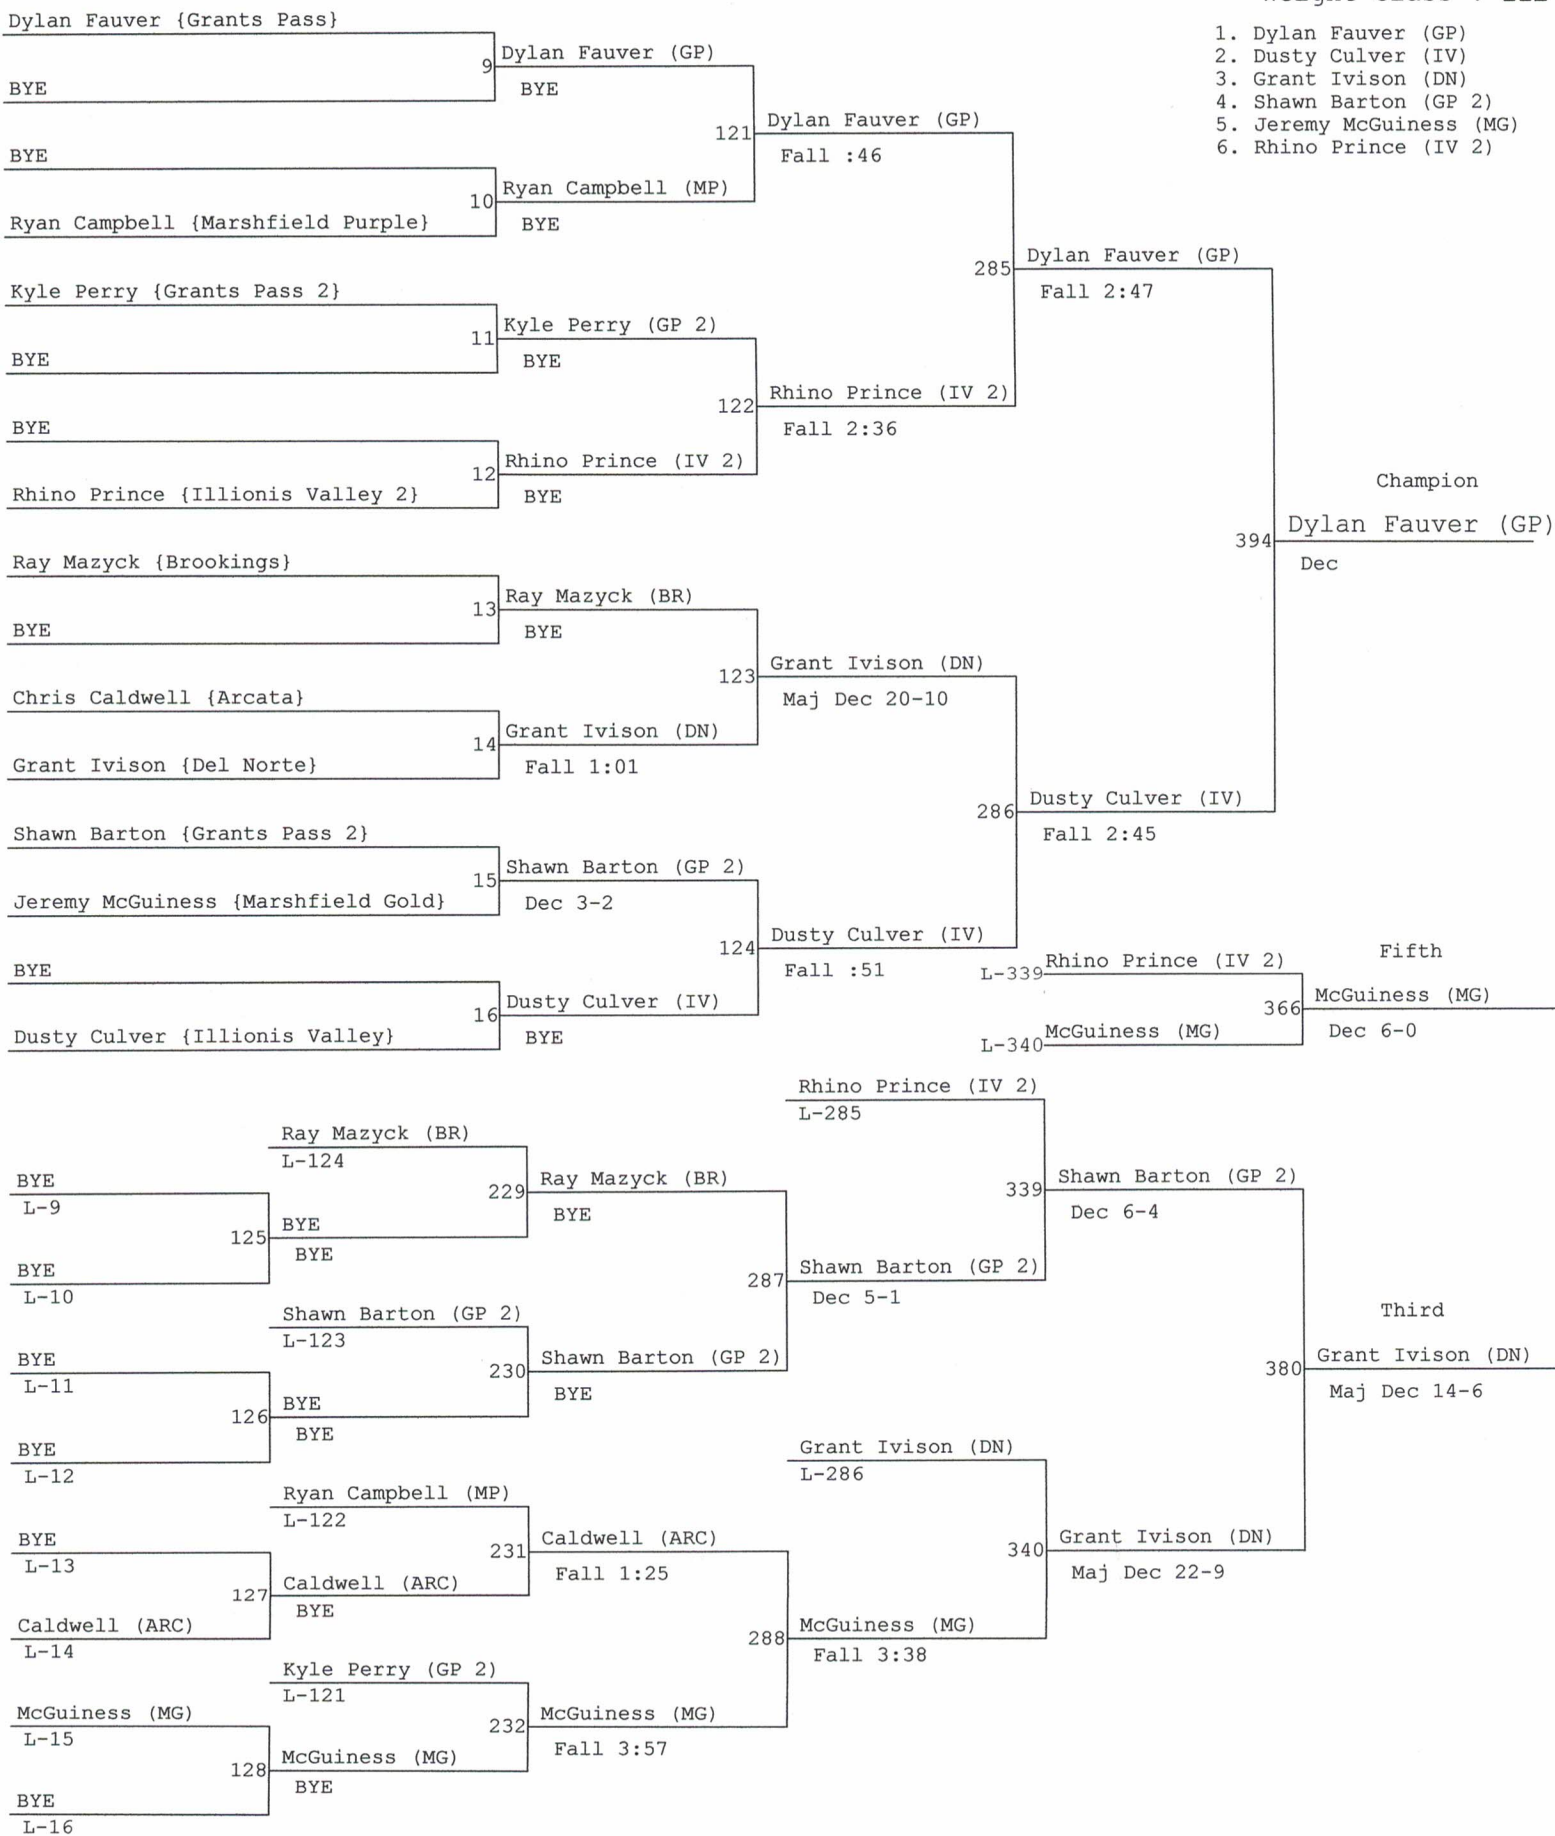 1. Dylan Fauver (GP)
2. Dusty Culver (IV)
3. Grant Ivison (DN)
4. Shawn Barton (GP 2)
5. Jeremy McGuiness (MG)
6. Rhino Prince (IV 2)
Dylan Fauver {Grants Pass}
9
Dylan Fauver (GP)
BYE
BYE
121
Dylan Fauver (GP)
Fall :46
BYE
10
Ryan Campbell (MP)
Ryan Campbell {Marshfield Purple}
BYE
285
Dylan Fauver (GP)
Fall 2:47
Kyle Perry {Grants Pass 2}
11
Kyle Perry (GP 2)
BYE
BYE
122
Rhino Prince (IV 2)
Fall 2:36
BYE
12
Rhino Prince (IV 2)
Rhino Prince {Illionis Valley 2}
BYE
Champion
394
Dylan Fauver (GP)
Dec
Ray Mazyck {Brookings}
13
Ray Mazyck (BR)
BYE
BYE
123
Grant Ivison (DN)
Maj Dec 20-10
Chris Caldwell {Arcata}
14
Grant Ivison (DN)
Grant Ivison {Del Norte}
Fall 1:01
286
Dusty Culver (IV)
Fall 2:45
Shawn Barton {Grants Pass 2}
15
Shawn Barton (GP 2)
Jeremy McGuiness {Marshfield Gold}
Dec 3-2
124
Dusty Culver (IV)
Fall :51
BYE
16
Dusty Culver (IV)
Dusty Culver {Illionis Valley}
BYE
Fifth
L-339
Rhino Prince (IV 2)
366
McGuiness (MG)
Dec 6-0
L-340
McGuiness (MG)
Rhino Prince (IV 2)
L-285
Ray Mazyck (BR)
L-124
229
Ray Mazyck (BR)
BYE
BYE
L-9
125
BYE
BYE
BYE
L-10
339
Shawn Barton (GP 2)
Dec 6-4
287
Shawn Barton (GP 2)
Dec 5-1
Shawn Barton (GP 2)
L-123
230
Shawn Barton (GP 2)
BYE
BYE
L-11
126
BYE
BYE
BYE
L-12
Third
380
Grant Ivison (DN)
Maj Dec 14-6
Grant Ivison (DN)
L-286
Ryan Campbell (MP)
L-122
231
Caldwell (ARC)
Fall 1:25
BYE
L-13
127
Caldwell (ARC)
BYE
Caldwell (ARC)
L-14
340
Grant Ivison (DN)
Maj Dec 22-9
288
McGuiness (MG)
Fall 3:38
Kyle Perry (GP 2)
L-121
232
McGuiness (MG)
Fall 3:57
McGuiness (MG)
L-15
128
McGuiness (MG)
BYE
BYE
L-16